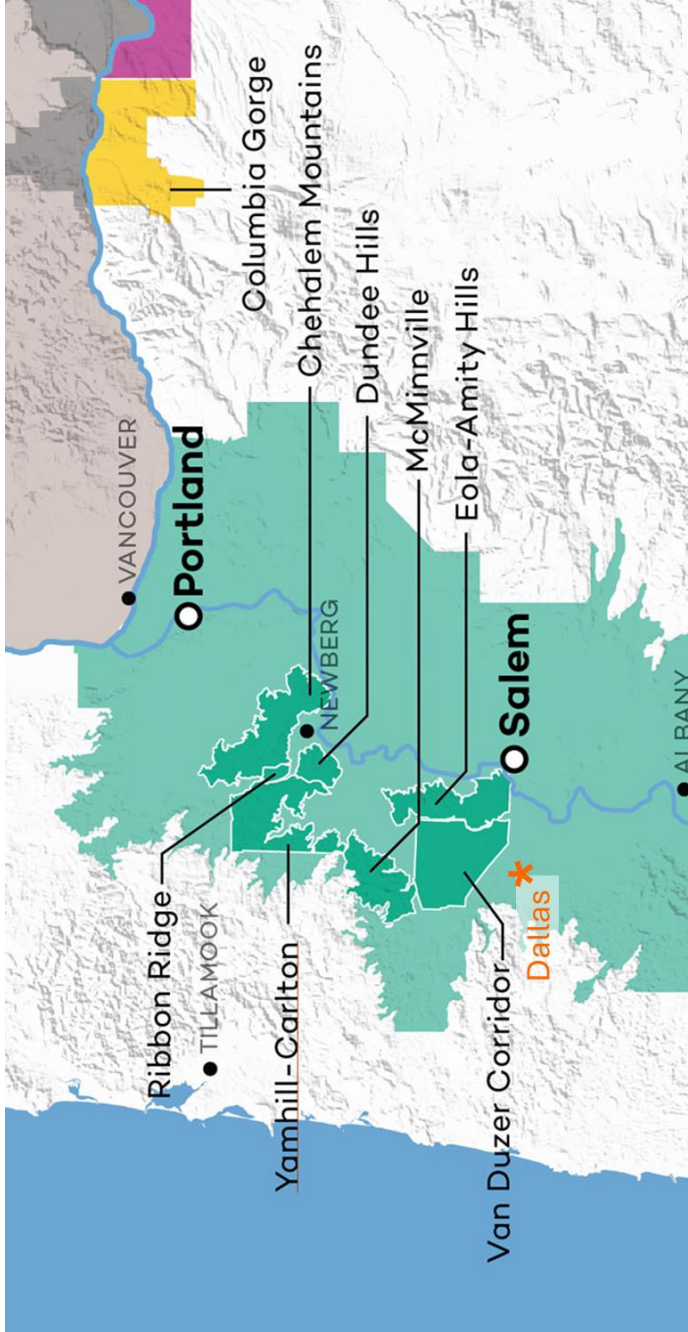 Columbia Gorge
VANCOUVER
Portland
Chehalem Mountains
Ribbon Ridge
TILLAMOOK
NEWBERG
Dundee Hills
Yamhill-Carlton
McMinnville
Eola-Amity Hills
Salem
Van Duzer Corridor
Dallas
ALBANY